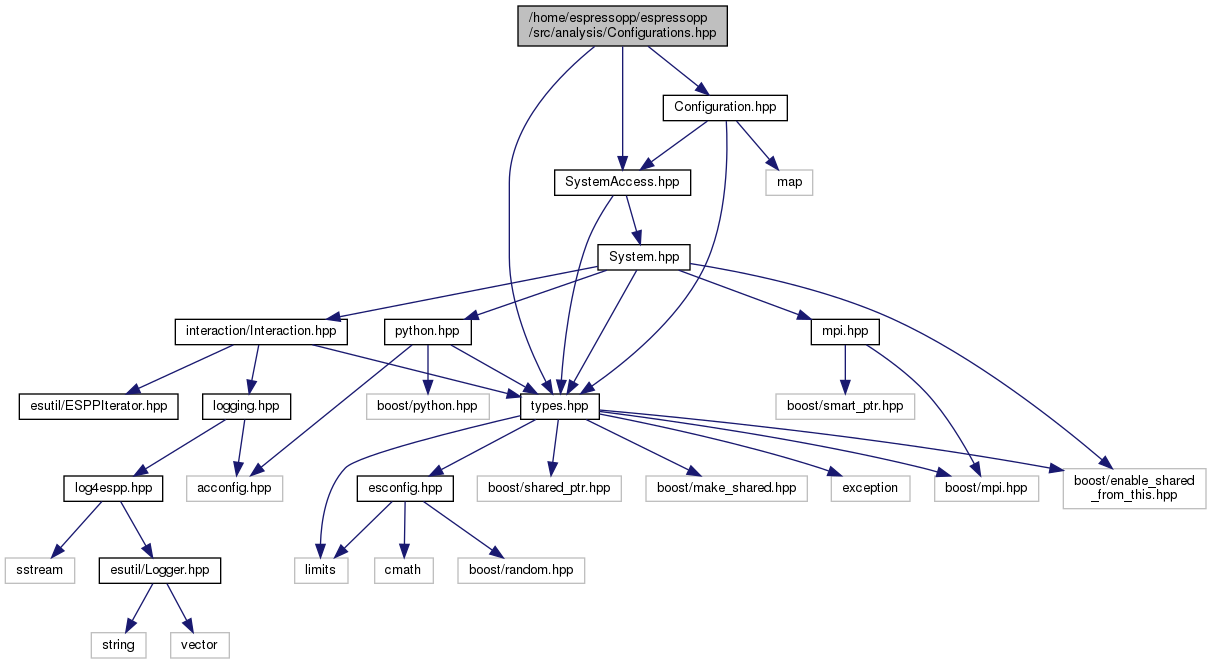 /home/espressopp/espressopp
/src/analysis/Configurations.hpp
Configuration.hpp
SystemAccess.hpp
map
System.hpp
interaction/Interaction.hpp
python.hpp
mpi.hpp
esutil/ESPPIterator.hpp
logging.hpp
boost/python.hpp
types.hpp
boost/smart_ptr.hpp
log4espp.hpp
acconfig.hpp
esconfig.hpp
boost/shared_ptr.hpp
boost/make_shared.hpp
exception
boost/mpi.hpp
boost/enable_shared
_from_this.hpp
sstream
esutil/Logger.hpp
limits
cmath
boost/random.hpp
string
vector